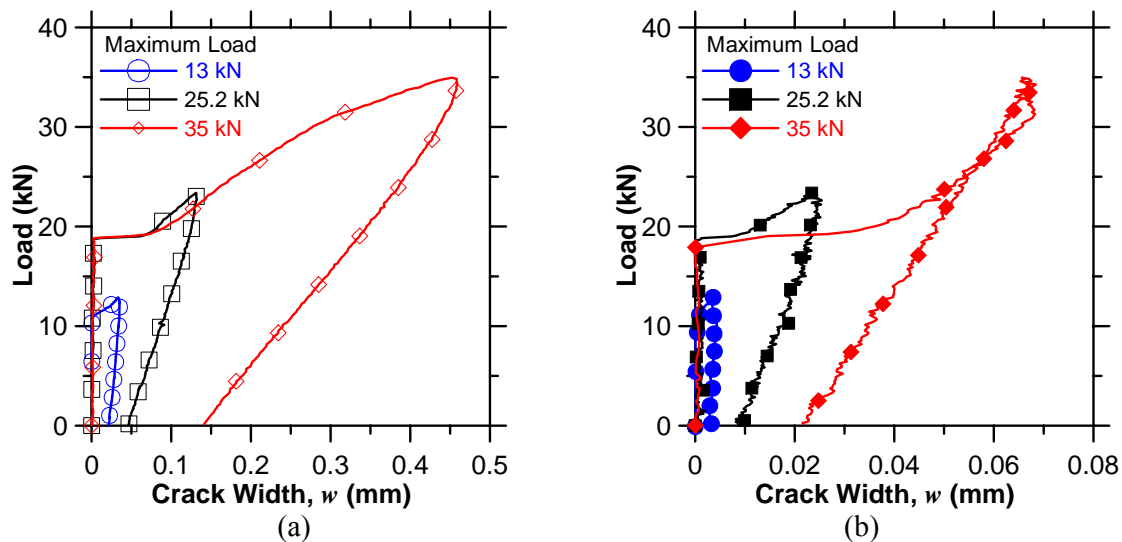 40
30
20
10
0
Load (kN)
Maximum Load
13 kN
25.2 kN
35 kN
0 0.1 0.2 0.3 0.4 0.5
Crack Width, w (mm)
(a)
40
30
20
10
0
Load (kN)
Maximum Load
13 kN
25.2 kN
35 kN
0 0.02 0.04 0.06 0.08
Crack Width, w (mm)
(b)